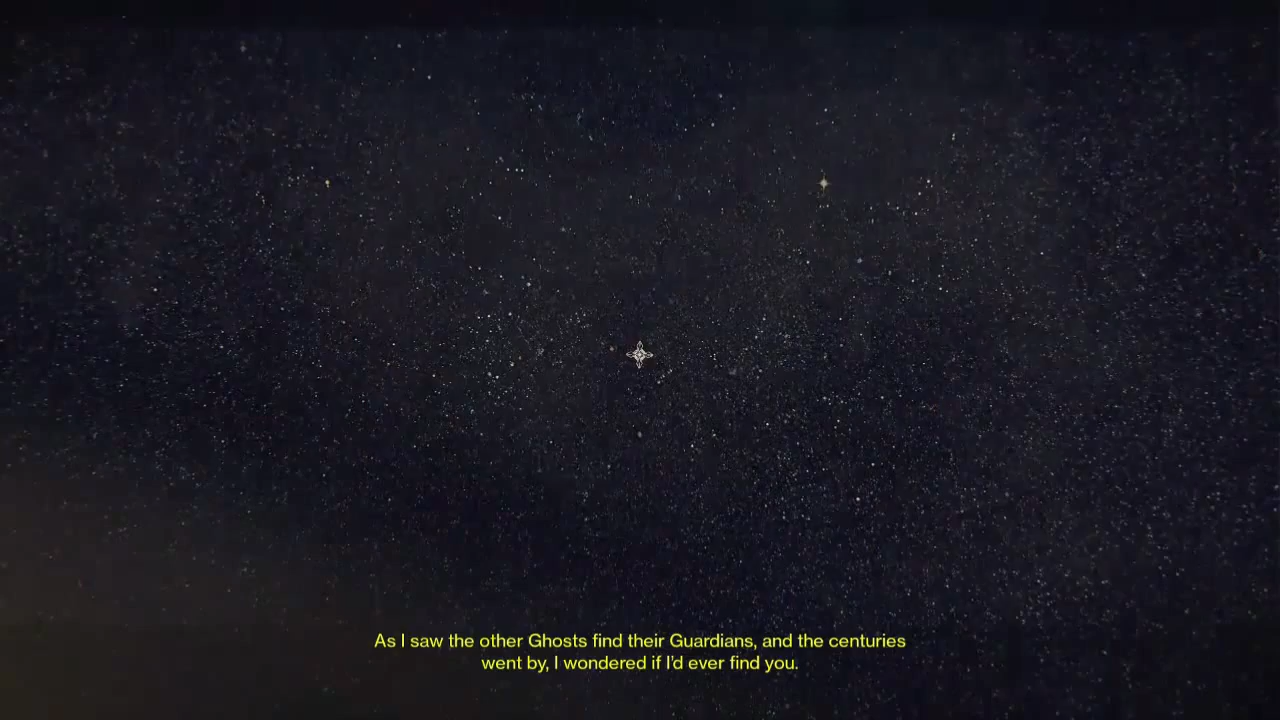 As I saw the other Ghosts find their Guardians, and the centuries
went by, I wondered if I'd ever find you.